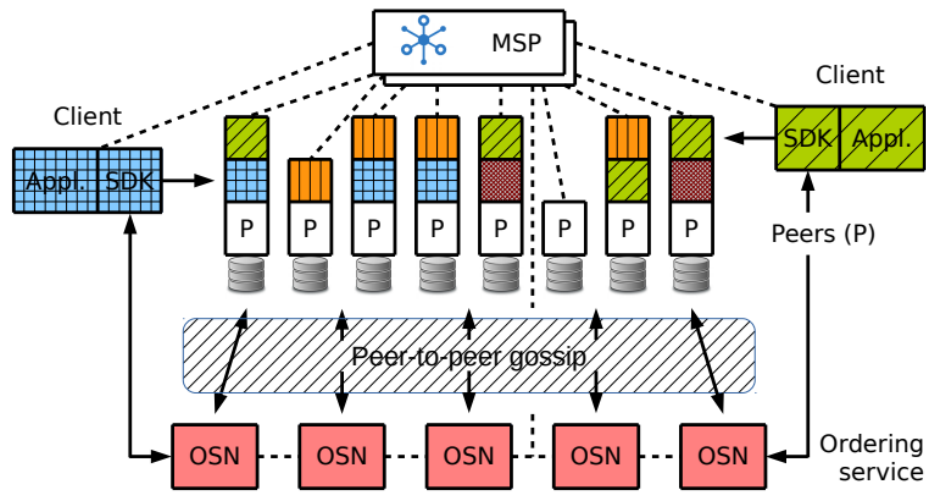 MSP
Client
Client
Appl. SDK
SDK Appl.
P P P P P P P P
Peers (P)
Peer-to-peer gossip
OSN OSN OSN OSN OSN
Ordering
service